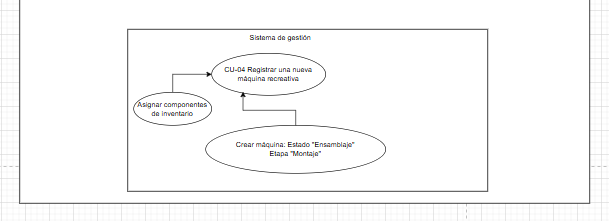 Sistema de gestión
CU-04 Registrar una nueva
máquina recreativa
Asignar componentes
de inventario
Crear máquina: Estado "Ensamblaje"
Etapa "Montaje"